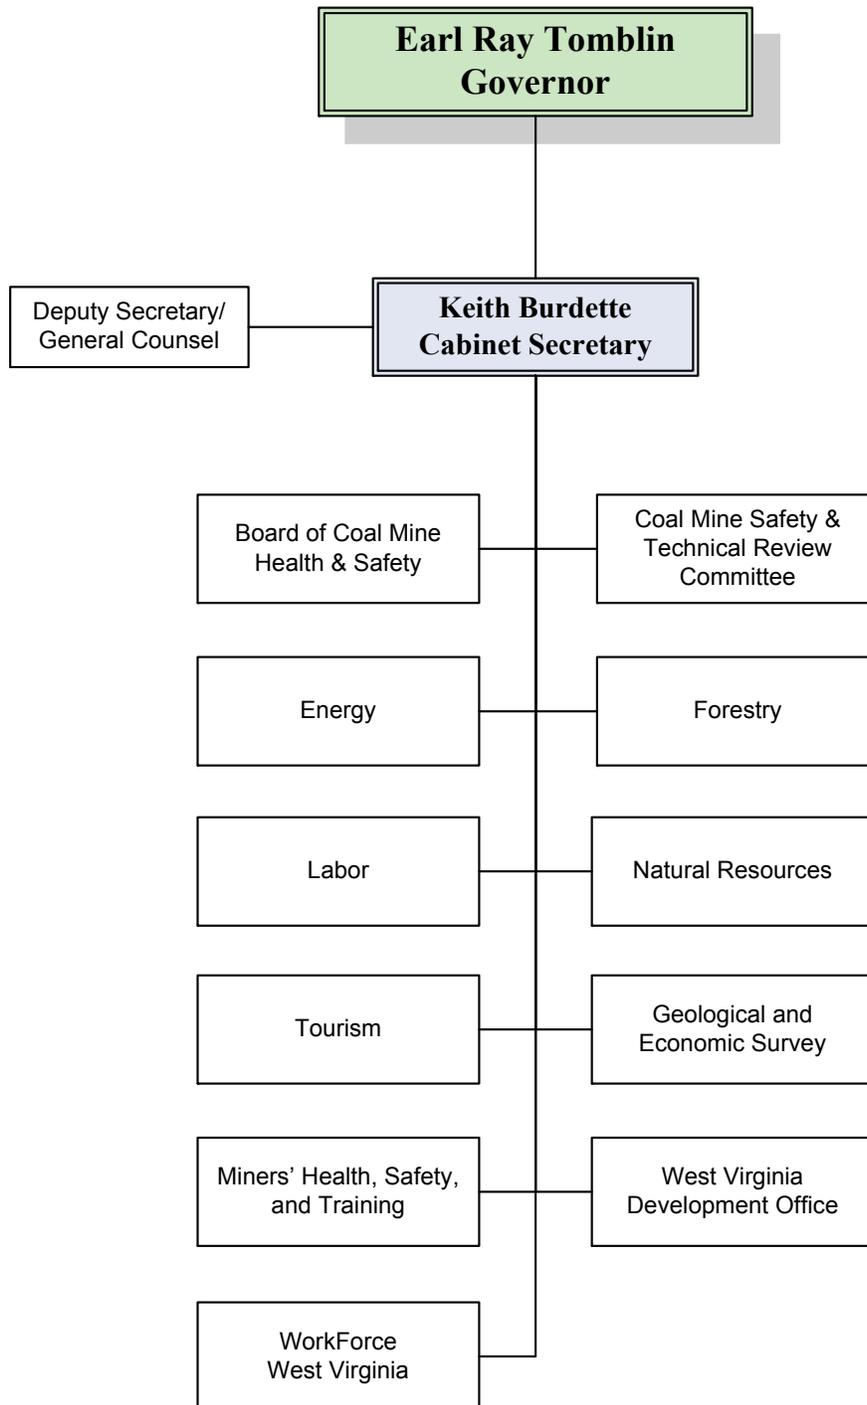 Earl Ray Tomblin
Governor
Deputy Secretary/
General Counsel
Keith Burdette
Cabinet Secretary
Board of Coal Mine
Health & Safety
Coal Mine Safety &
Technical Review
Committee
Energy
Forestry
Labor
Natural Resources
Tourism
Geological and
Economic Survey
Miners’ Health, Safety,
and Training
West Virginia
Development Office
WorkForce
West Virginia